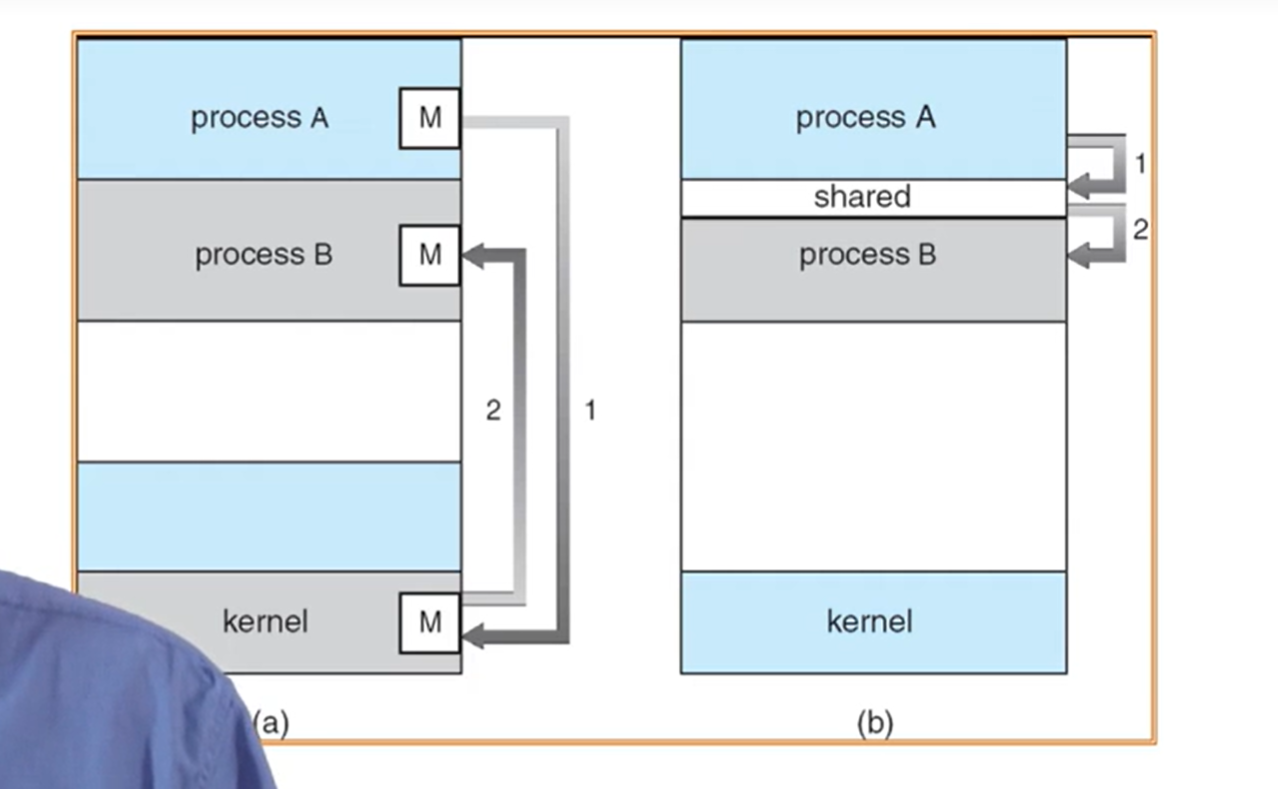 process A
M
process B
M
2
1
kernel
M
(a)
process A
1
shared
2
process B
kernel
(b)